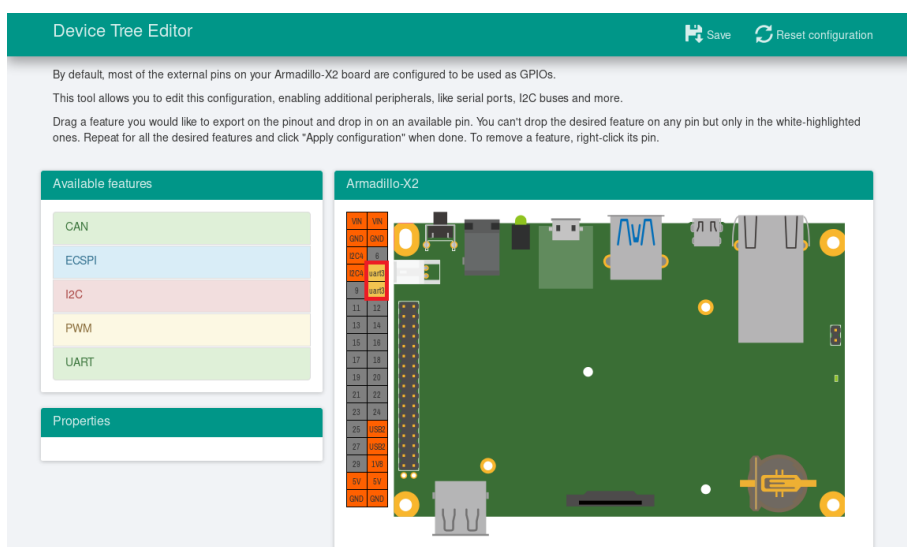 Device Tree Editor
Save
Reset configuration
By default, most of the external pins on your Armadillo-X2 board are configured to be used as GPIOs.
This tool allows you to edit this configuration, enabling additional peripherals, like serial ports, I2C buses and more.
Drag a feature you would like to export on the pinout and drop in on an available pin. You can't drop the desired feature on any pin but only in the white-highlighted
ones. Repeat for all the desired features and click "Apply configuration" when done. To remove a feature, right-click its pin.
Available features
CAN
ECSPI
I2C
PWM
UART
Properties
Armadillo-X2
VIN VIN
GND GND
I2C4 6
I2C4 uart3
9 uart3
11 12
13 14
15 16
17 18
19 20
21 22
23 24
25 USB2
27 USB2
29 1V8
5V 5V
GND GND